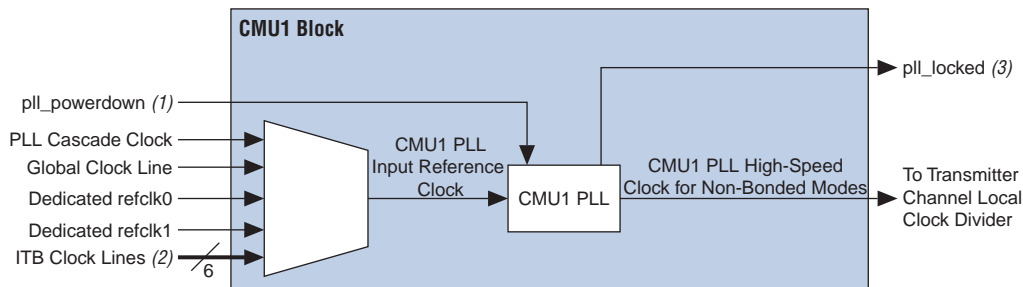 CMU1 Block
pll_locked (3)
pll_powerdown (1)
PLL Cascade Clock
Global Clock Line
Dedicated refclk0
Dedicated refclk1
ITB Clock Lines (2)
6
CMU1 PLL
Input Reference
Clock
CMU1 PLL
CMU1 PLL High-Speed
Clock for Non-Bonded Modes
To Transmitter
Channel Local
Clock Divider